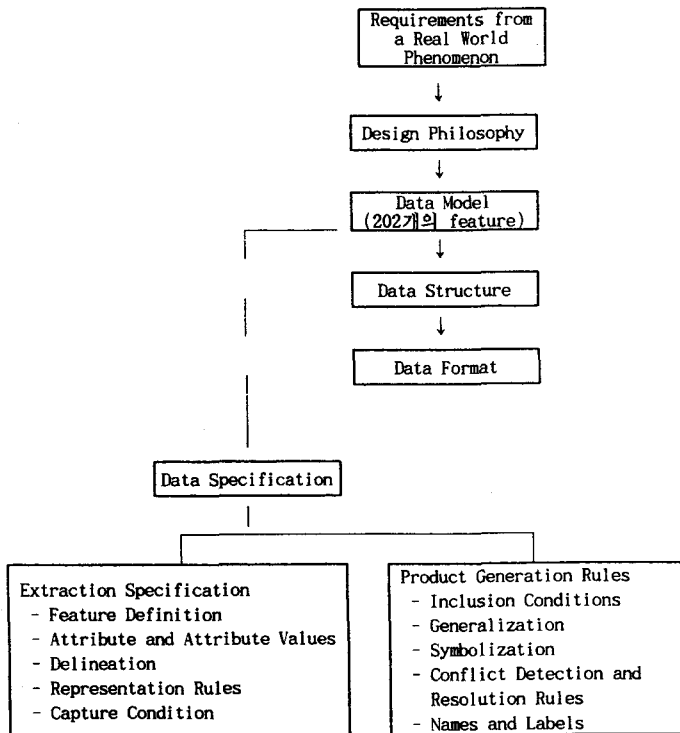 Requirements from
a Real World
Phenomenon
↓
Design Philosophy
↓
Data Model
(202개의 feature)
↓
Data Structure
↓
Data Format
Data Specification
Extraction Specification
- Feature Definition
- Attribute and Attribute Values
- Delineation
- Representation Rules
- Capture Condition
Product Generation Rules
- Inclusion Conditions
- Generalization
- Symbolization
- Conflict Detection and
Resolution Rules
- Names and Labels